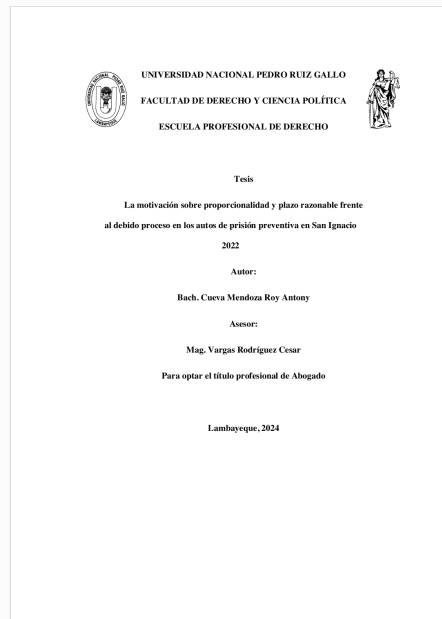 UNIVERSIDAD NACIONAL PEDRO RUIZ GALLO
FACULTAD DE DERECHO Y CIENCIA POLÍTICA
ESCUELA PROFESIONAL DE DERECHO
Tesis
La motivación sobre proporcionalidad y plazo razonable frente
al debido proceso en los autos de prisión preventiva en San Ignacio
2022
Autor:
Bach. Cueva Mendoza Roy Antony
Asesor:
Mag. Vargas Rodríguez Cesar
Para optar el título profesional de Abogado
Lambayeque, 2024